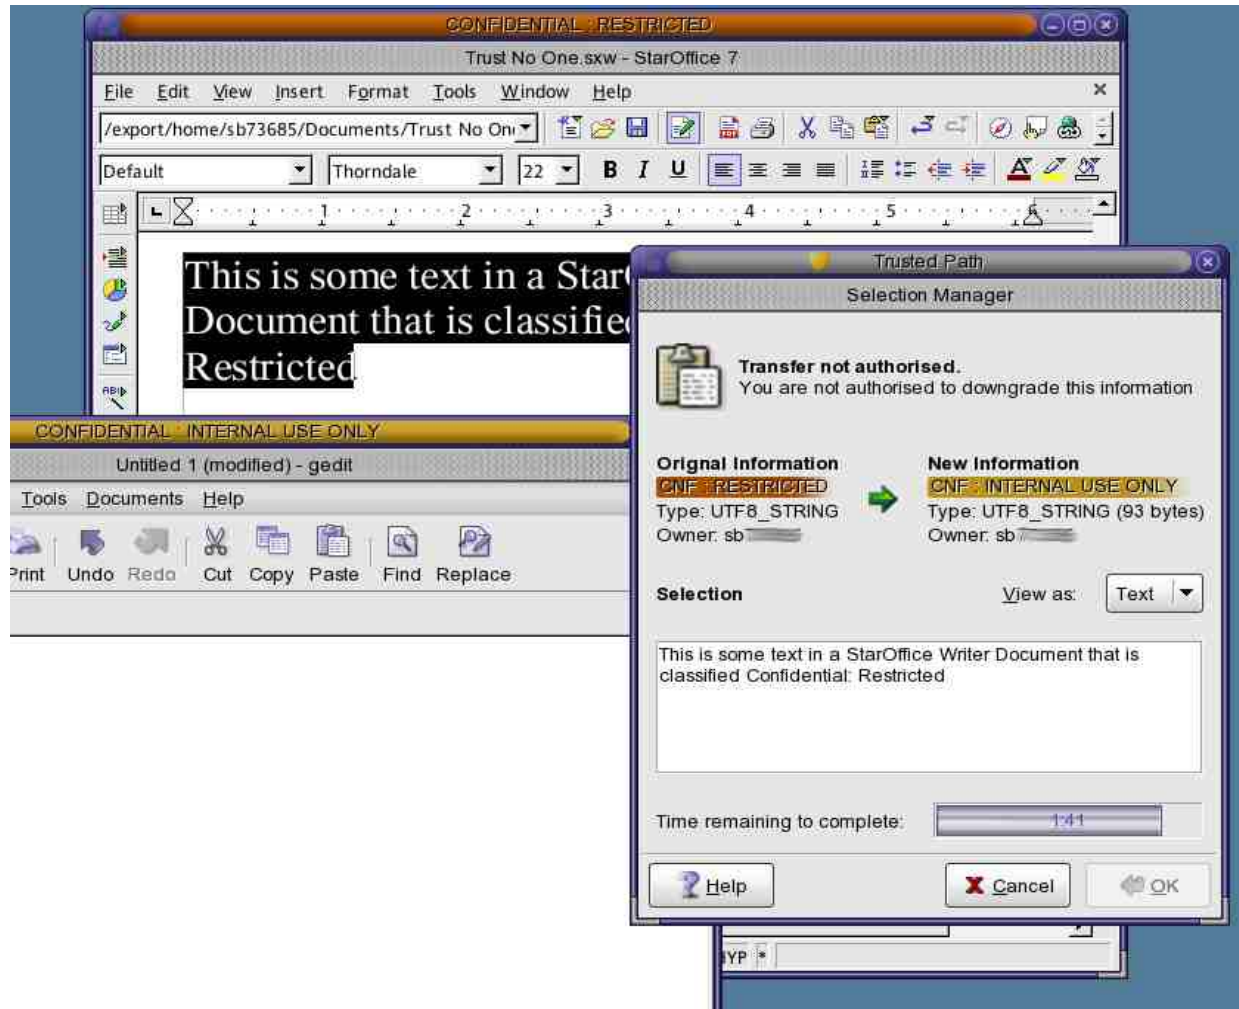 CONFIDENTIAL : RESTRICTED
Trust No One.sxw - StarOffice 7
File Edit View Insert Format Tools Window Help
/export/home/sb73685/Documents/Trust No On
Default Thorndale 22 B I U
1 2 3 4 5 6
This is some text in a Star
Document that is classifie
Restricted
Trusted Path
Selection Manager
Transfer not authorised.
You are not authorised to downgrade this information
Orignal Information New Information
CNF : RESTRICTED CNF : INTERNAL USE ONLY
Type: UTF8_STRING Type: UTF8_STRING (93 bytes)
Owner: sb Owner: sb
Selection View as: Text
This is some text in a StarOffice Writer Document that is
classified Confidential: Restricted
Time remaining to complete: 1:41
Help Cancel OK
CONFIDENTIAL : INTERNAL USE ONLY
Untitled 1 (modified) - gedit
Tools Documents Help
Print Undo Redo Cut Copy Paste Find Replace
YP *